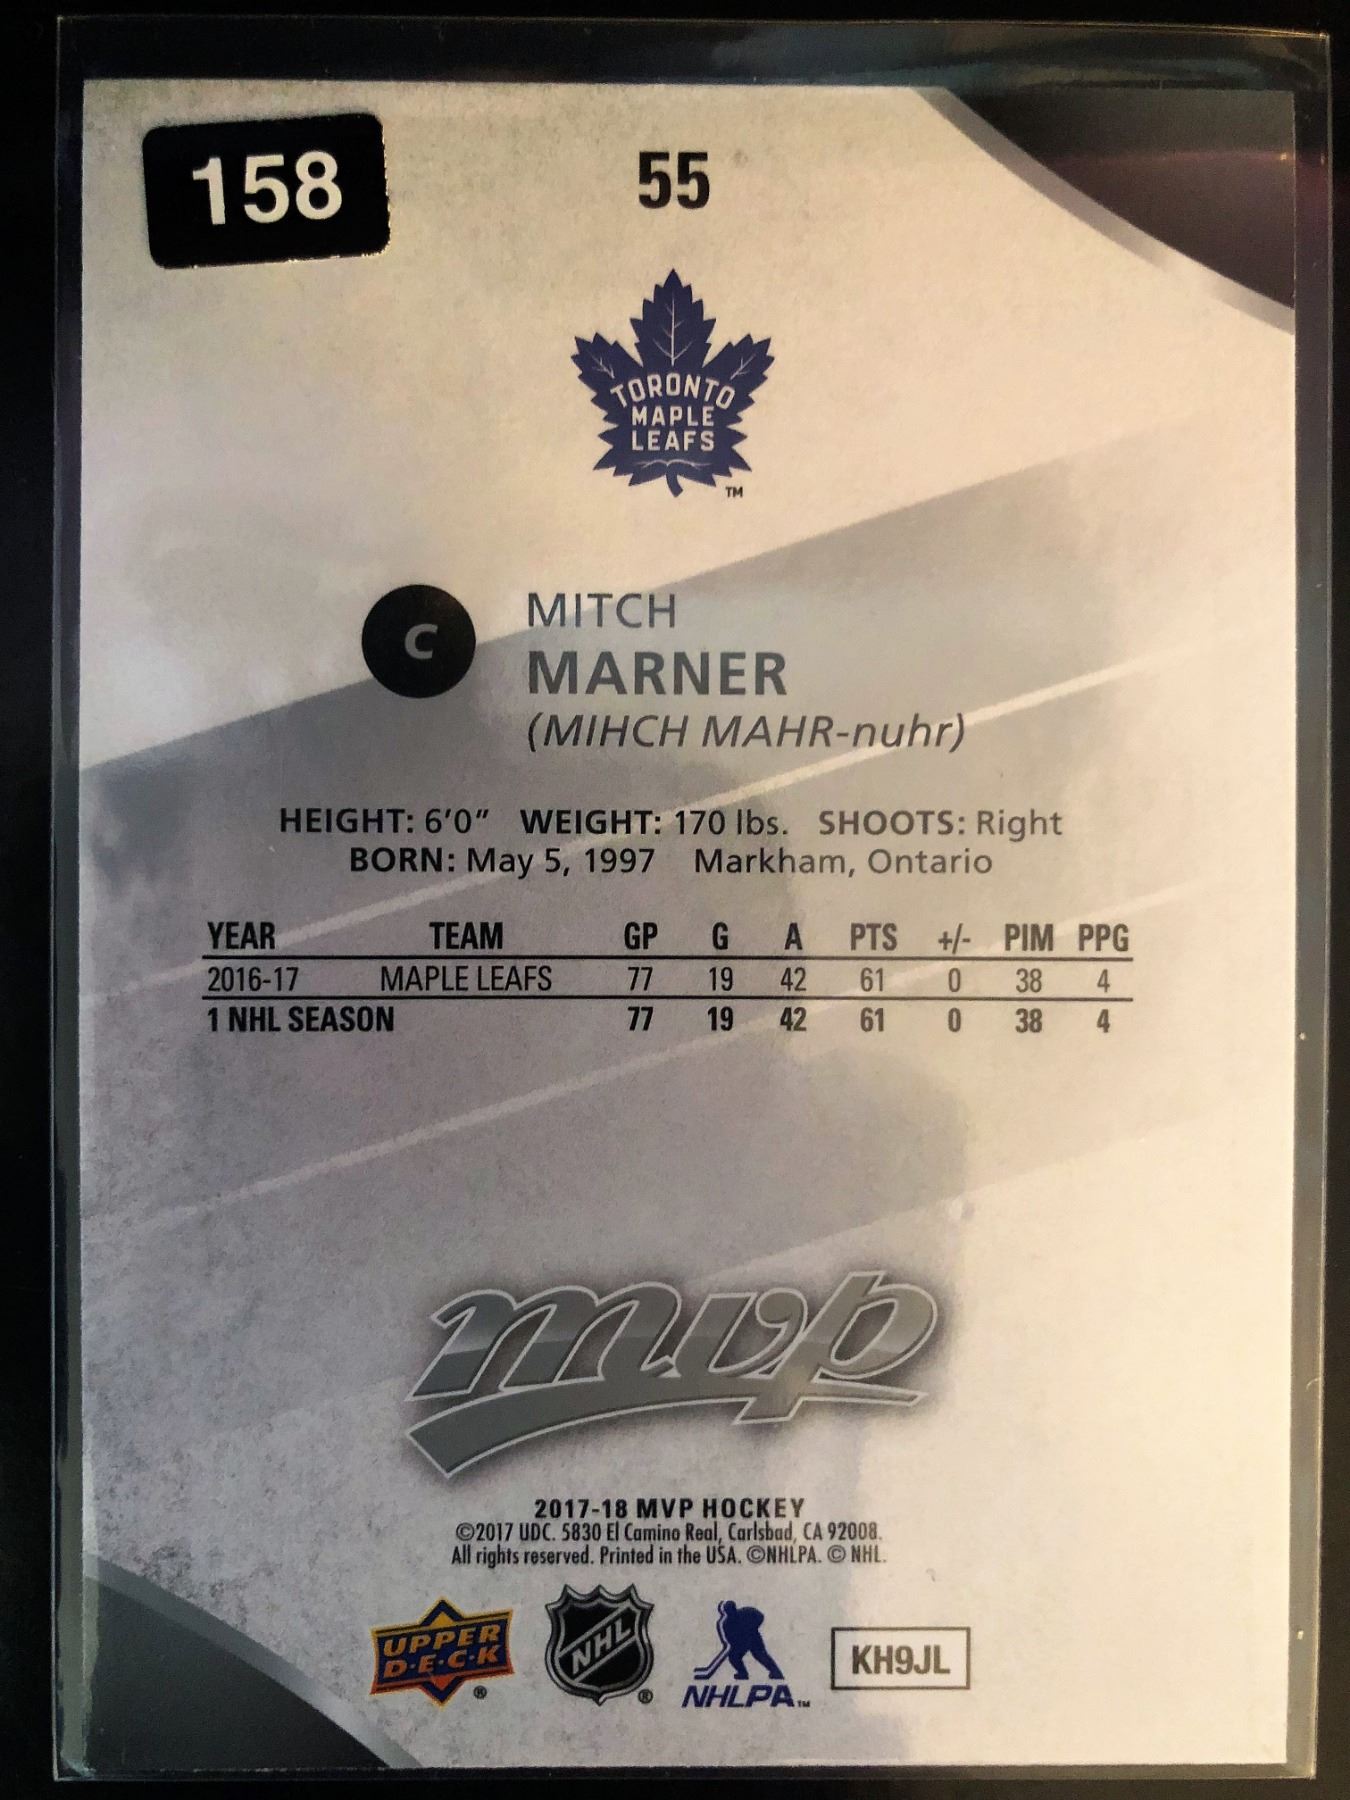 158
55
TORONTO
MAPLE
LEAFS
TM
C
MITCH
MARNER
(MIHCH MAHR-nuhr)
HEIGHT: 6'0" WEIGHT: 170 lbs. SHOOTS: Right
BORN: May 5, 1997 Markham, Ontario
YEAR TEAM GP G A PTS +/- PIM PPG
2016-17 MAPLE LEAFS 77 19 42 61 0 38 4
1 NHL SEASON 77 19 42 61 0 38 4
mvp
2017-18 MVP HOCKEY
©2017 UDC. 5830 El Camino Real, Carlsbad, CA 92008.
All rights reserved. Printed in the USA. ©NHLPA. © NHL.
UPPER
D·E·C·K
®
NHL
®
NHLPA™
KH9JL